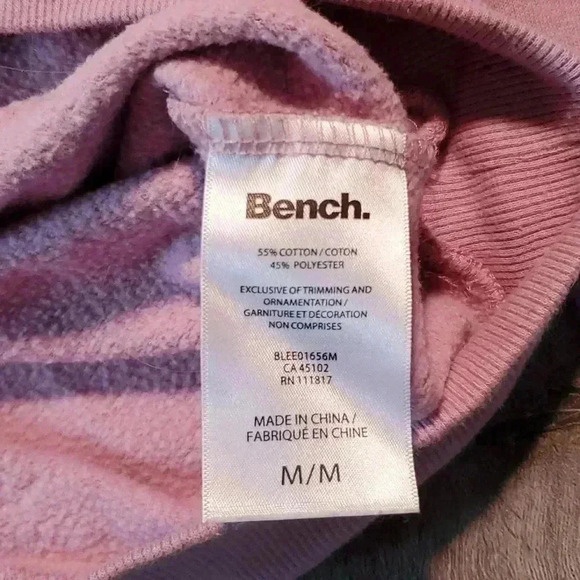 Bench.
55% COTTON / COTON
45% POLYESTER
EXCLUSIVE OF TRIMMING AND
ORNAMENTATION /
GARNITURE ET DÉCORATION
NON COMPRISES
BLEE01656M
CA 45102
RN 111817
MADE IN CHINA /
FABRIQUÉ EN CHINE
M/M